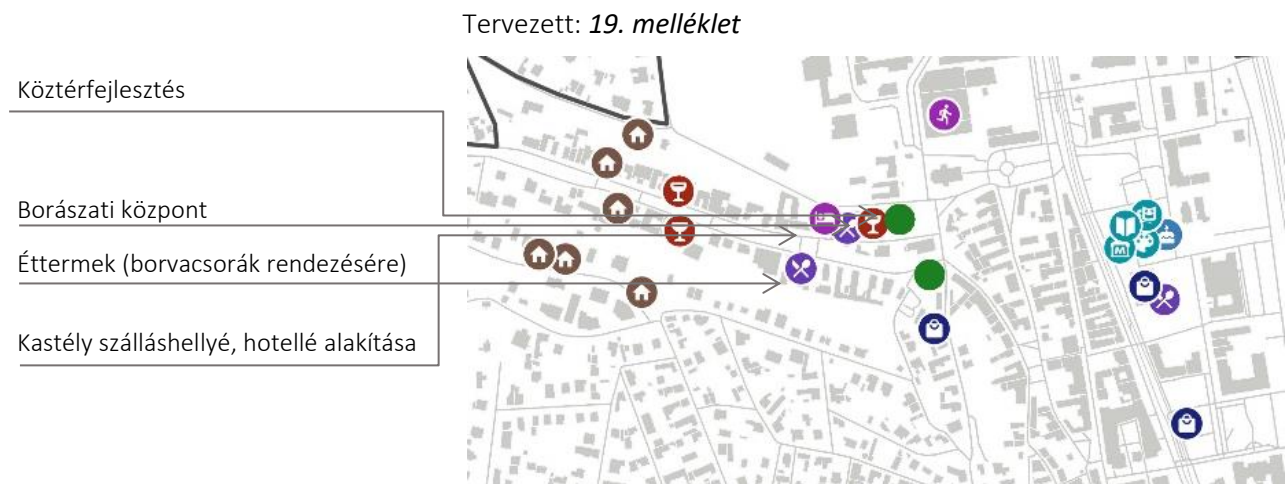 Tervezett: 19. melléklet
Köztérfejlesztés
Borászati központ
Éttermek (borvacsorák rendezésére)
Kastély szálláshellyé, hotellé alakítása